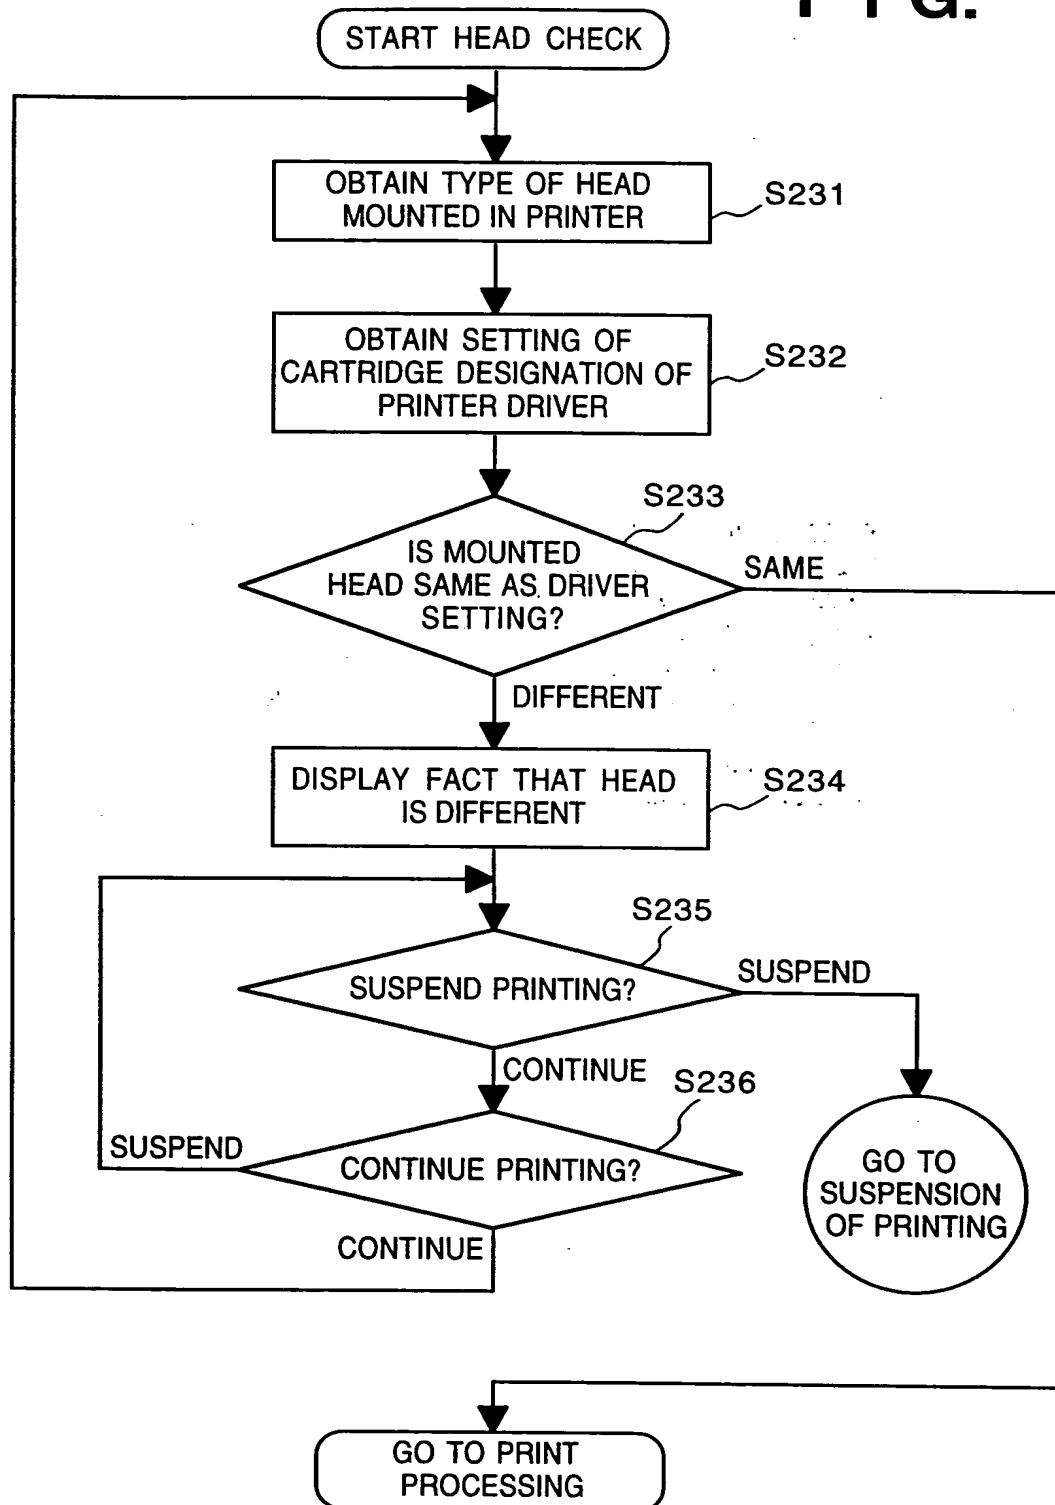 FIG.
START HEAD CHECK
OBTAIN TYPE OF HEAD
MOUNTED IN PRINTER
S231
OBTAIN SETTING OF
CARTRIDGE DESIGNATION OF
PRINTER DRIVER
S232
S233
IS MOUNTED
HEAD SAME AS DRIVER
SETTING?
SAME
DIFFERENT
DISPLAY FACT THAT HEAD
IS DIFFERENT
S234
S235
SUSPEND PRINTING?
SUSPEND
CONTINUE
S236
SUSPEND
CONTINUE PRINTING?
CONTINUE
GO TO
SUSPENSION
OF PRINTING
GO TO PRINT
PROCESSING